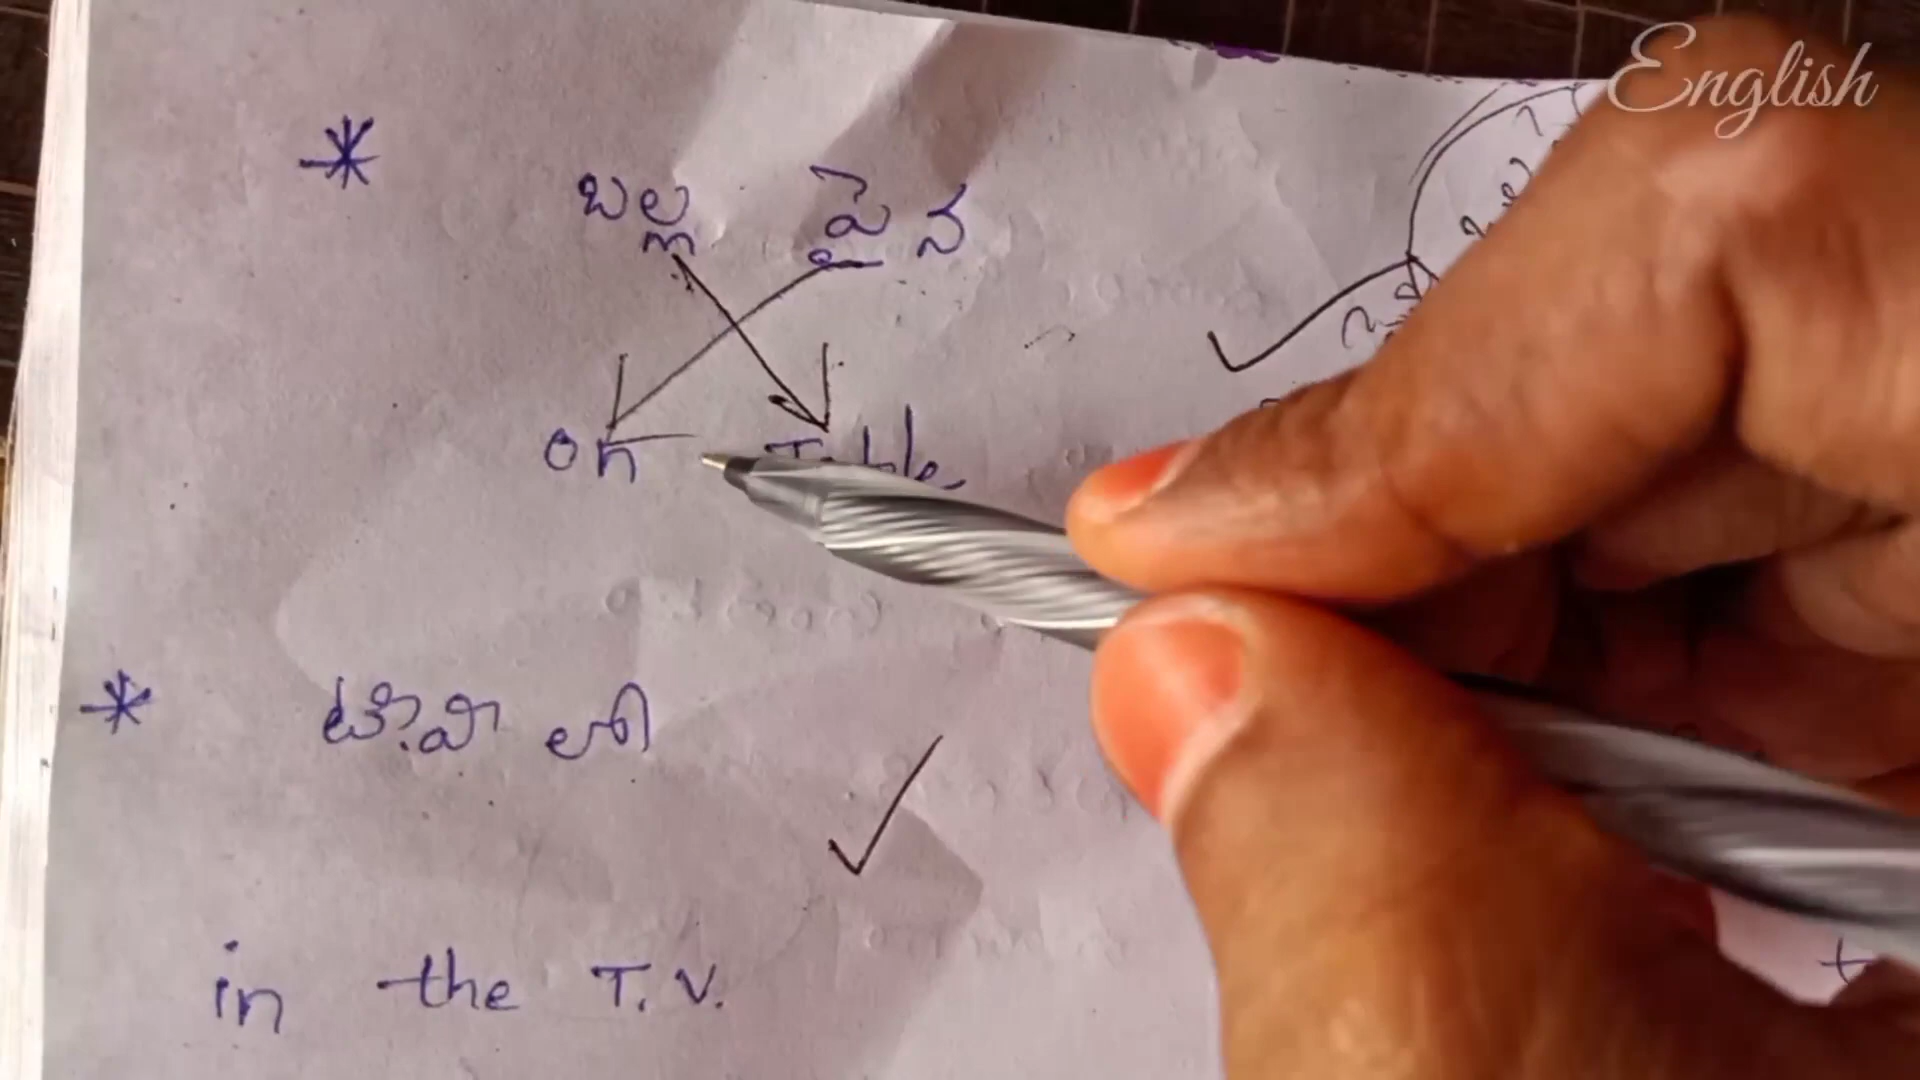 English
* బల్ల పైన
on Table
* టీ.వీ లో
in the T.V.